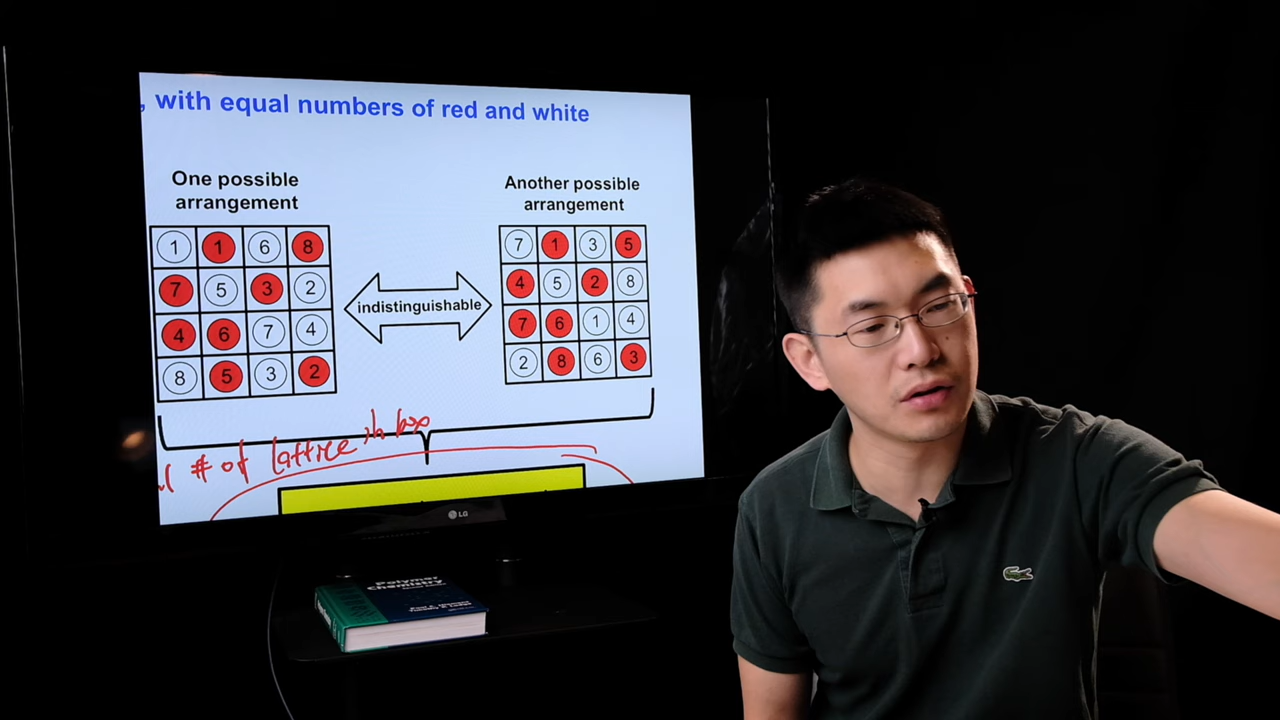 , with equal numbers of red and white
One possible
arrangement
Another possible
arrangement
1 1 6 8
7 5 3 2
4 6 7 4
8 5 3 2
indistinguishable
7 1 3 5
4 5 2 8
7 6 1 4
2 8 6 3
# of lattice in box
LG
Polymer
Chemistry